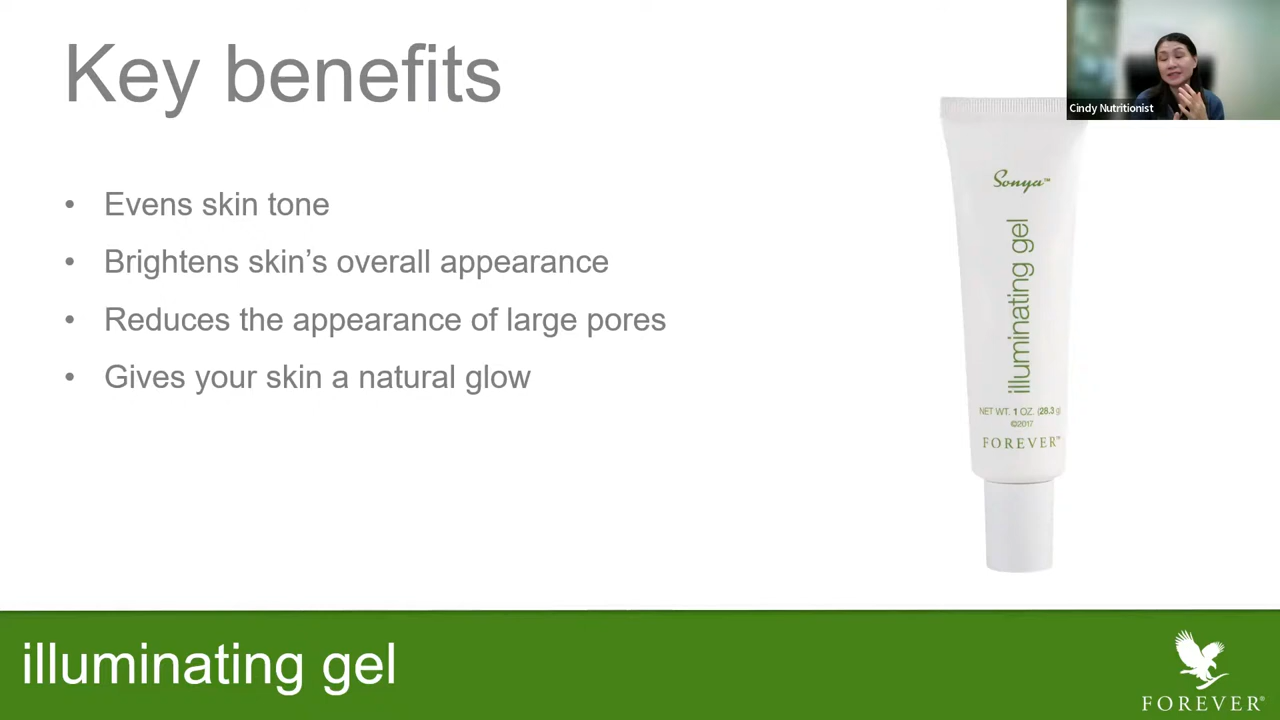 Key benefits
Cindy Nutritionist
• Evens skin tone
• Brightens skin’s overall appearance
• Reduces the appearance of large pores
• Gives your skin a natural glow
Sonya™
illuminating gel
NET WT. 1 OZ. (28.3 g)
©2017
FOREVER™
illuminating gel
FOREVER®